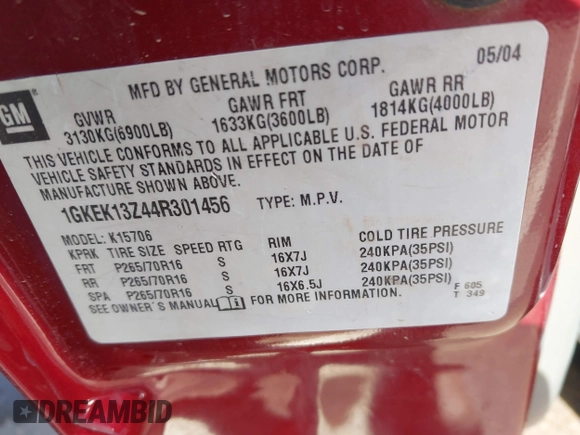 MFD BY GENERAL MOTORS CORP. 05/04
GM
GVWR GAWR FRT GAWR RR
3130KG(6900LB) 1633KG(3600LB) 1814KG(4000LB)
THIS VEHICLE CONFORMS TO ALL APPLICABLE U.S. FEDERAL MOTOR
VEHICLE SAFETY STANDARDS IN EFFECT ON THE DATE OF
MANUFACTURE SHOWN ABOVE.
1GKEK13Z44R301456 TYPE: M.P.V.
MODEL: K15706
KPRK TIRE SIZE SPEED RTG RIM COLD TIRE PRESSURE
FRT P265/70R16 S 16X7J 240KPA(35PSI)
RR P265/70R16 S 16X7J 240KPA(35PSI)
SPA P265/70R16 S 16X6.5J 240KPA(35PSI)
SEE OWNER'S MANUAL FOR MORE INFORMATION. F 605
T 349
DREAMBID